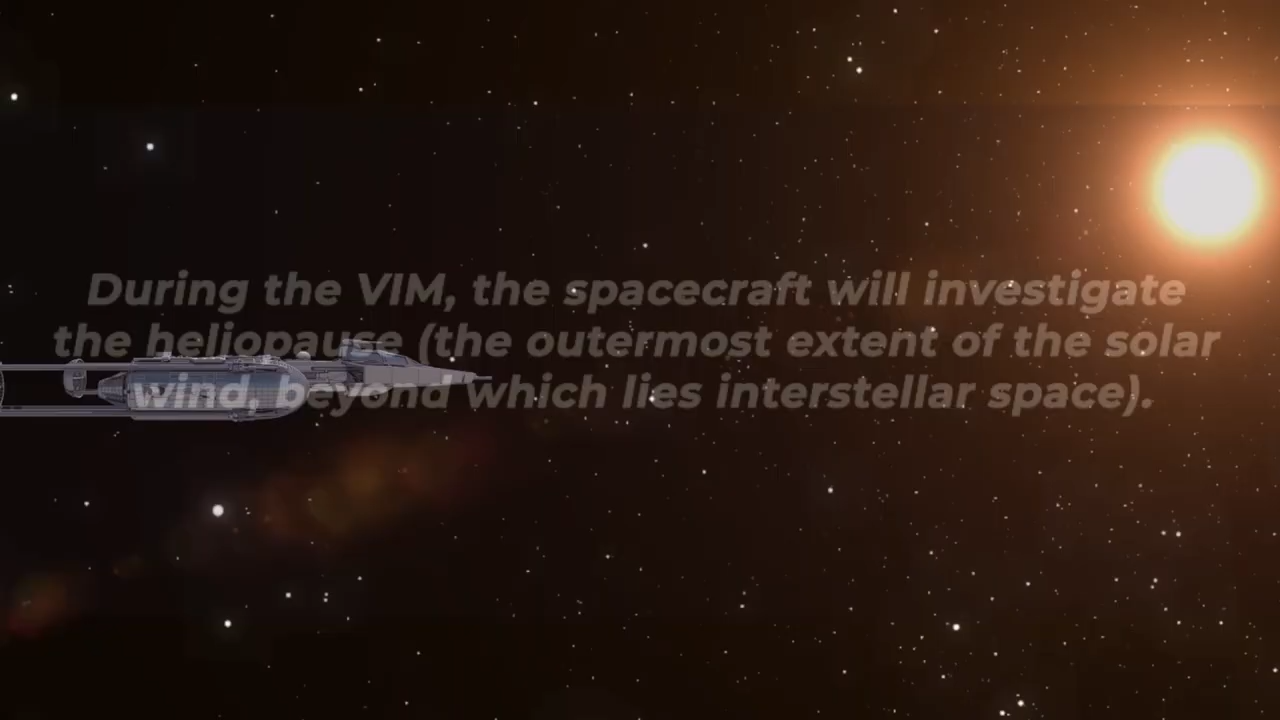 During the VIM, the spacecraft will investigate
the heliopause (the outermost extent of the solar
wind, beyond which lies interstellar space).